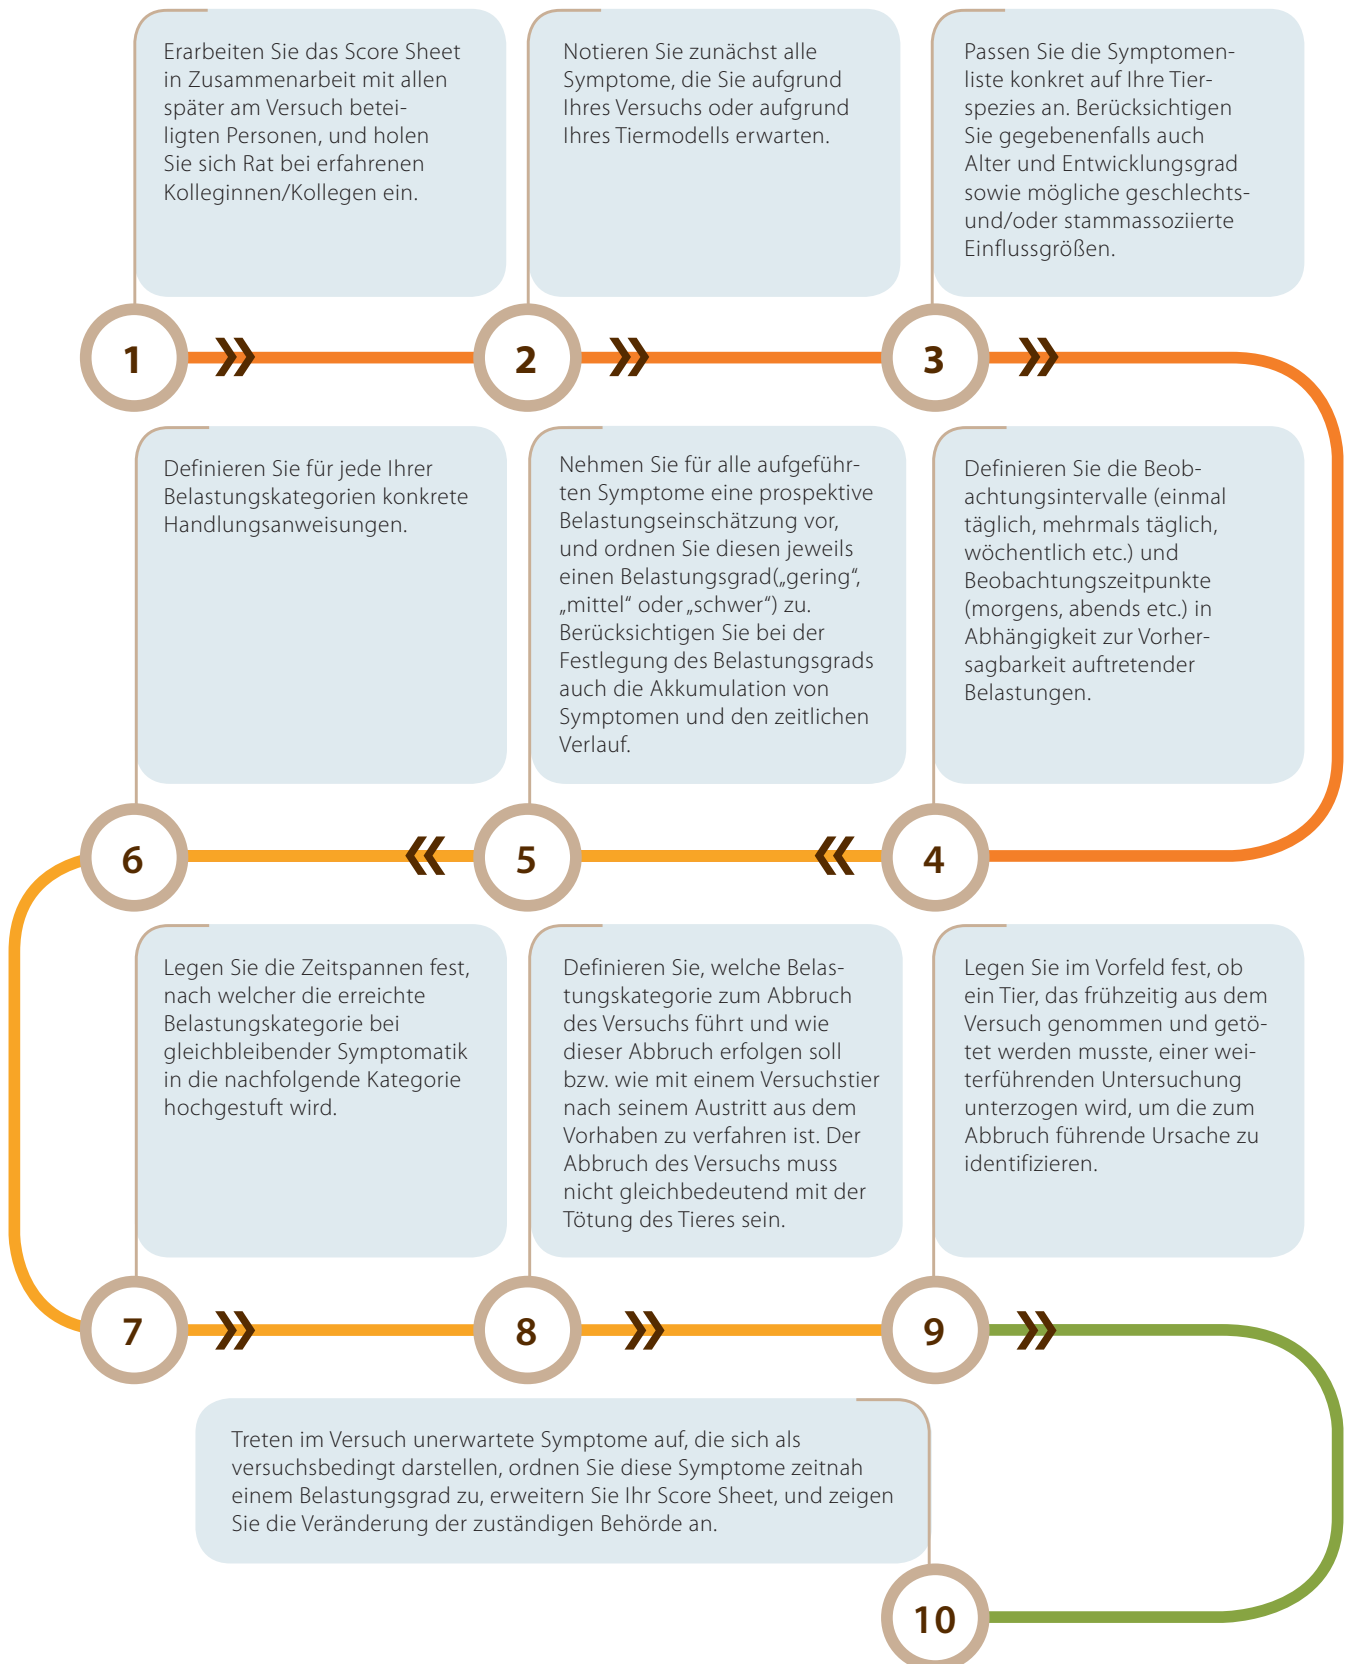 Erarbeiten Sie das Score Sheet
in Zusammenarbeit mit allen
später am Versuch betei-
ligten Personen, und holen
Sie sich Rat bei erfahrenen
Kolleginnen/Kollegen ein.
1
Notieren Sie zunächst alle
Symptome, die Sie aufgrund
Ihres Versuchs oder aufgrund
Ihres Tiermodells erwarten.
2
Passen Sie die Symptomen-
liste konkret auf Ihre Tier-
spezies an. Berücksichtigen
Sie gegebenenfalls auch
Alter und Entwicklungsgrad
sowie mögliche geschlechts-
und/oder stammassoziierte
Einflussgrößen.
3
Definieren Sie die Beob-
achtungsintervalle (einmal
täglich, mehrmals täglich,
wöchentlich etc.) und
Beobachtungszeitpunkte
(morgens, abends etc.) in
Abhängigkeit zur Vorher-
sagbarkeit auftretender
Belastungen.
4
Nehmen Sie für alle aufgeführ-
ten Symptome eine prospektive
Belastungseinschätzung vor,
und ordnen Sie diesen jeweils
einen Belastungsgrad(„gering“,
„mittel“ oder „schwer“) zu.
Berücksichtigen Sie bei der
Festlegung des Belastungsgrads
auch die Akkumulation von
Symptomen und den zeitlichen
Verlauf.
5
Definieren Sie für jede Ihrer
Belastungskategorien konkrete
Handlungsanweisungen.
6
Legen Sie die Zeitspannen fest,
nach welcher die erreichte
Belastungskategorie bei
gleichbleibender Symptomatik
in die nachfolgende Kategorie
hochgestuft wird.
7
Definieren Sie, welche Belas-
tungskategorie zum Abbruch
des Versuchs führt und wie
dieser Abbruch erfolgen soll
bzw. wie mit einem Versuchstier
nach seinem Austritt aus dem
Vorhaben zu verfahren ist. Der
Abbruch des Versuchs muss
nicht gleichbedeutend mit der
Tötung des Tieres sein.
8
Legen Sie im Vorfeld fest, ob
ein Tier, das frühzeitig aus dem
Versuch genommen und getö-
tet werden musste, einer wei-
terführenden Untersuchung
unterzogen wird, um die zum
Abbruch führende Ursache zu
identifizieren.
9
Treten im Versuch unerwartete Symptome auf, die sich als
versuchsbedingt darstellen, ordnen Sie diese Symptome zeitnah
einem Belastungsgrad zu, erweitern Sie Ihr Score Sheet, und zeigen
Sie die Veränderung der zuständigen Behörde an.
10